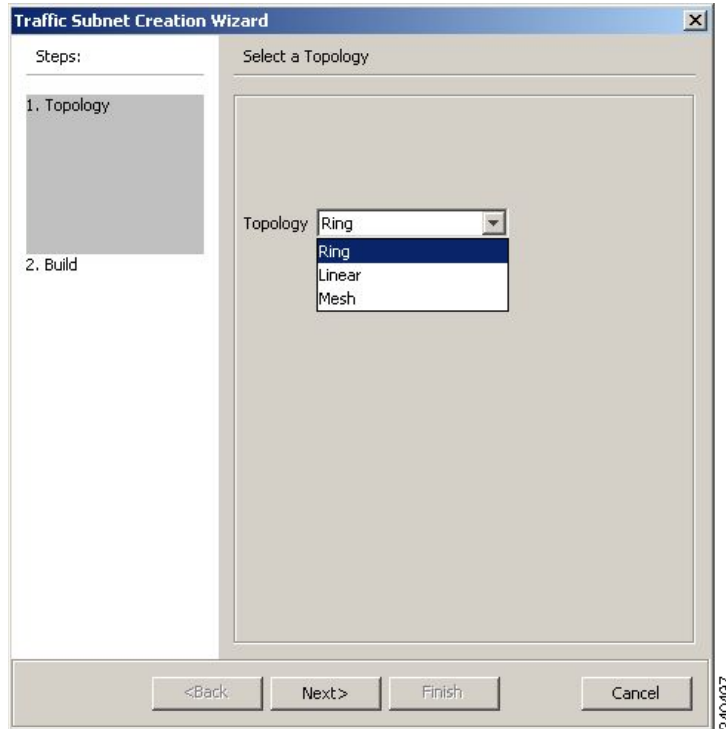 Traffic Subnet Creation Wizard
Steps:
Select a Topology
1. Topology
2. Build
Topology Ring
Ring
Linear
Mesh
<Back Next> Finish Cancel
240497